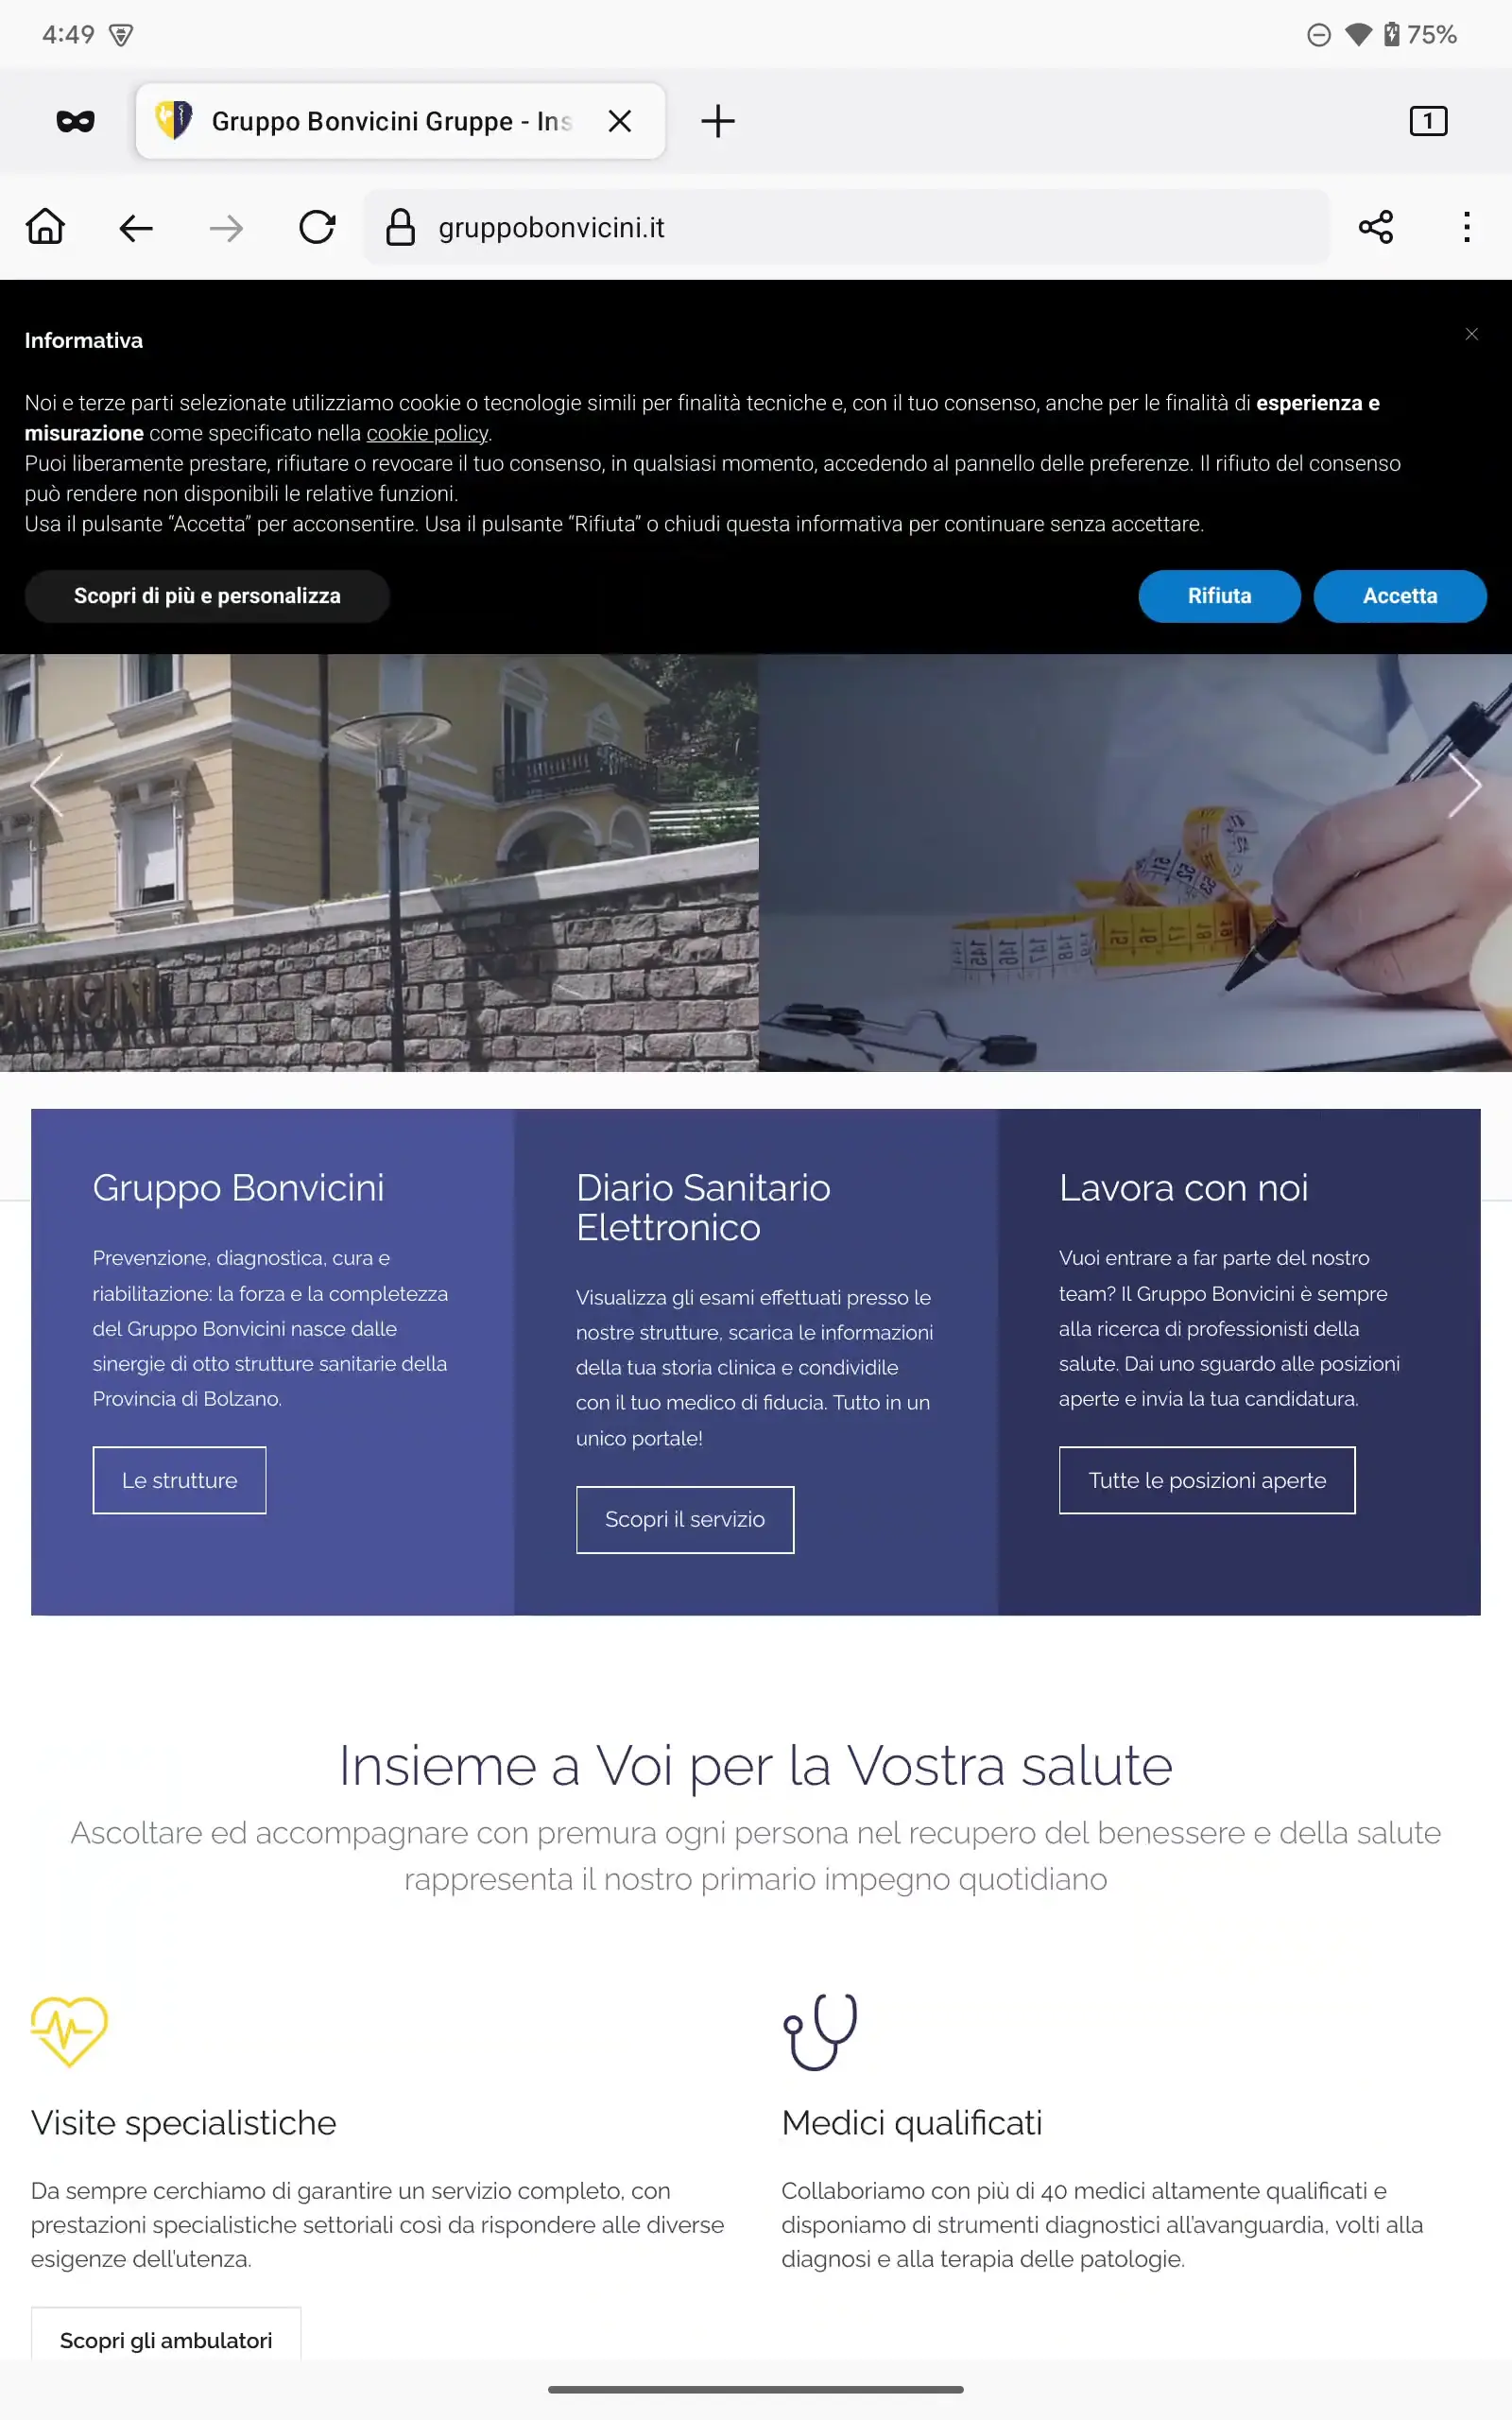 4:49
75%
Gruppo Bonvicini Gruppe - Ins
1
gruppobonvicini.it
Informativa
Noi e terze parti selezionate utilizziamo cookie o tecnologie simili per finalità tecniche e, con il tuo consenso, anche per le finalità di esperienza e
misurazione come specificato nella cookie policy.
Puoi liberamente prestare, rifiutare o revocare il tuo consenso, in qualsiasi momento, accedendo al pannello delle preferenze. Il rifiuto del consenso
può rendere non disponibili le relative funzioni.
Usa il pulsante “Accetta” per acconsentire. Usa il pulsante “Rifiuta” o chiudi questa informativa per continuare senza accettare.
Scopri di più e personalizza
Rifiuta
Accetta
Gruppo Bonvicini
Prevenzione, diagnostica, cura e
riabilitazione: la forza e la completezza
del Gruppo Bonvicini nasce dalle
sinergie di otto strutture sanitarie della
Provincia di Bolzano.
Le strutture
Diario Sanitario
Elettronico
Visualizza gli esami effettuati presso le
nostre strutture, scarica le informazioni
della tua storia clinica e condividile
con il tuo medico di fiducia. Tutto in un
unico portale!
Scopri il servizio
Lavora con noi
Vuoi entrare a far parte del nostro
team? Il Gruppo Bonvicini è sempre
alla ricerca di professionisti della
salute. Dai uno sguardo alle posizioni
aperte e invia la tua candidatura.
Tutte le posizioni aperte
Insieme a Voi per la Vostra salute
Ascoltare ed accompagnare con premura ogni persona nel recupero del benessere e della salute
rappresenta il nostro primario impegno quotidiano
Visite specialistiche
Da sempre cerchiamo di garantire un servizio completo, con
prestazioni specialistiche settoriali così da rispondere alle diverse
esigenze dell'utenza.
Scopri gli ambulatori
Medici qualificati
Collaboriamo con più di 40 medici altamente qualificati e
disponiamo di strumenti diagnostici all'avanguardia, volti alla
diagnosi e alla terapia delle patologie.